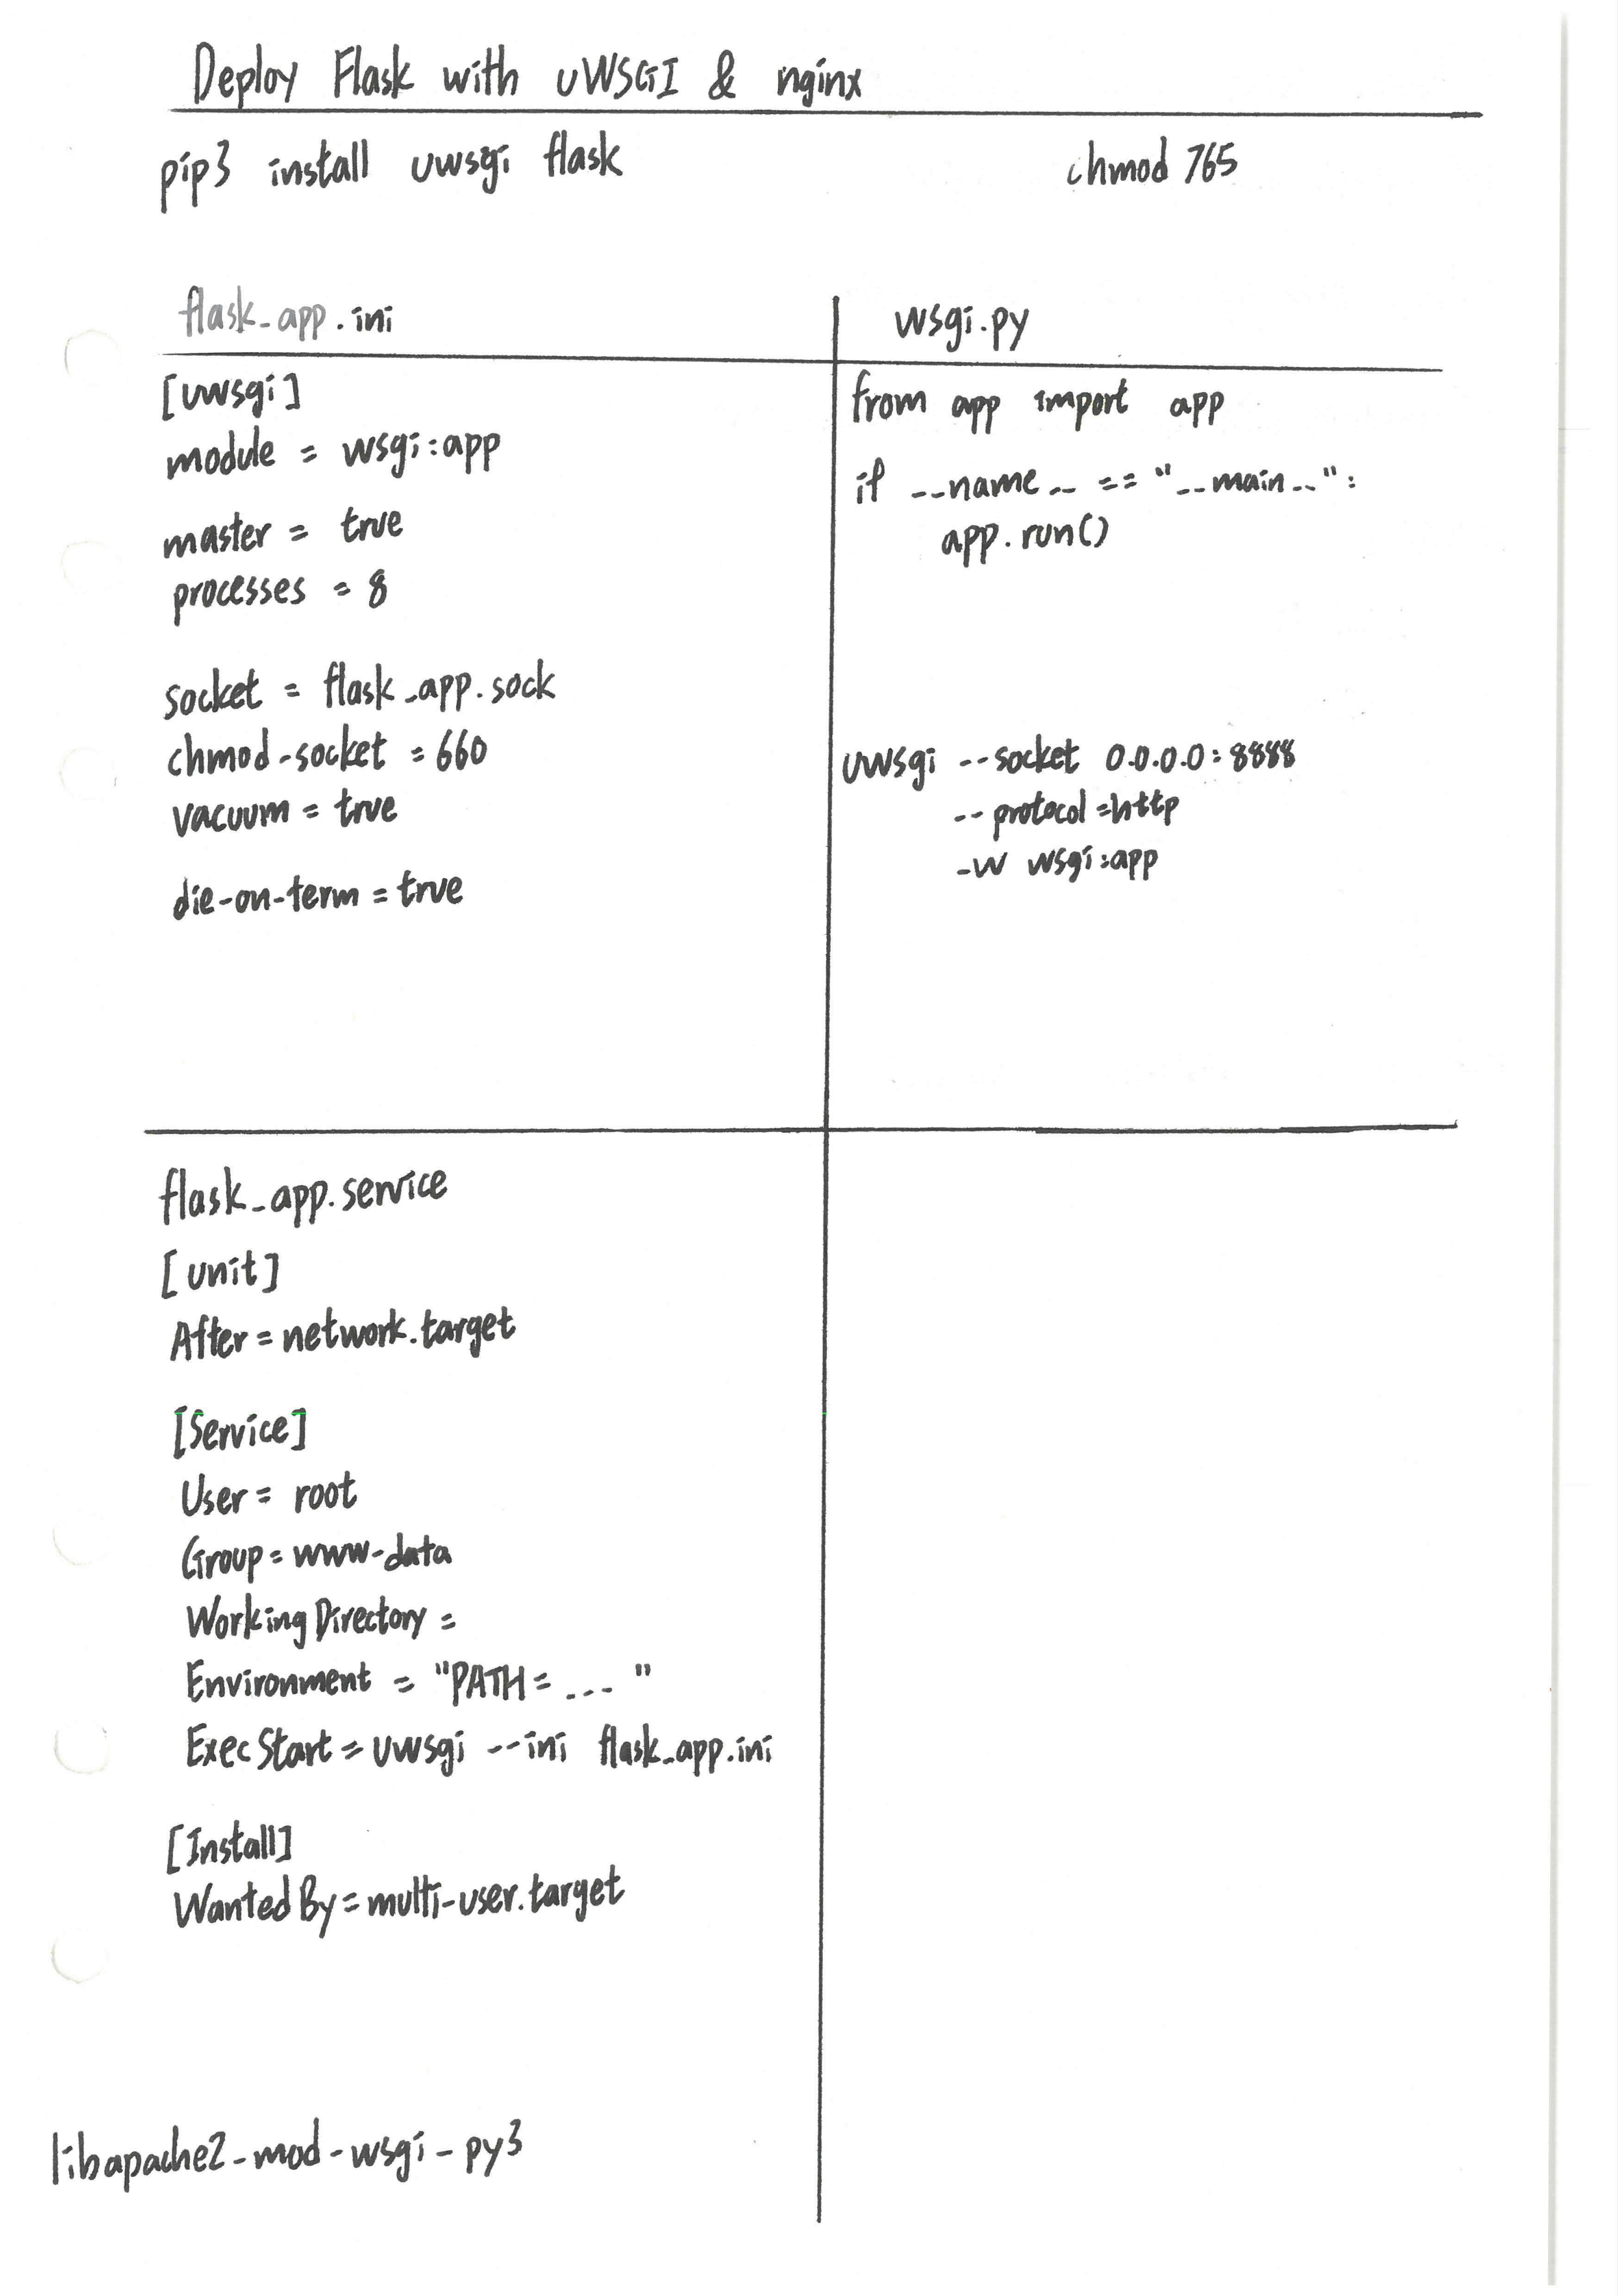 Deploy Flask with uWSGI & nginx
pip3 install uwsgi flask
chmod 765
flask_app.ini
[uwsgi]
module = wsgi:app
master = true
processes = 8
socket = flask_app.sock
chmod-socket = 660
vacuum = true
die-on-term = true
wsgi.py
from app import app
if __name__ == "__main__":
app.run()
uwsgi --socket 0.0.0.0:8888
--protocol=http
-w wsgi:app
flask_app.service
[unit]
After=network.target
[Service]
User= root
Group=www-data
WorkingDirectory =
Environment = "PATH= .... "
ExecStart=uwsgi --ini flask_app.ini
[Install]
WantedBy=multi-user.target
libapache2-mod-wsgi-py3